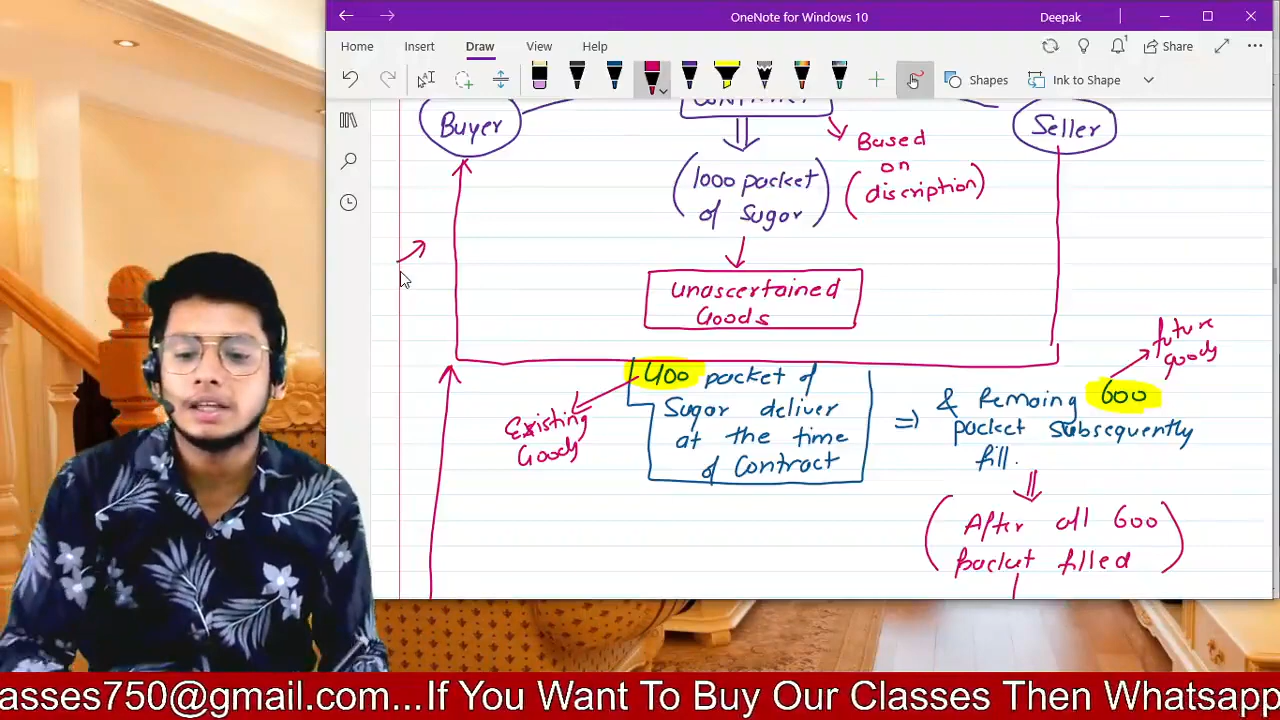 OneNote for Windows 10
Deepak
Home Insert Draw View Help
Share
Shapes
Ink to Shape
Buyer
Seller
Based
on
(discription)
(1000 packet
of Sugar)
unascertained
Goods
future
goods
400 packet of
Sugar deliver
at the time
of Contract
Existing
Goods
⇒ & Remaing 600
packet subsequently
fill.
(After all 600
packet filled)
asses750@gmail.com...If You Want To Buy Our Classes Then Whatsapp